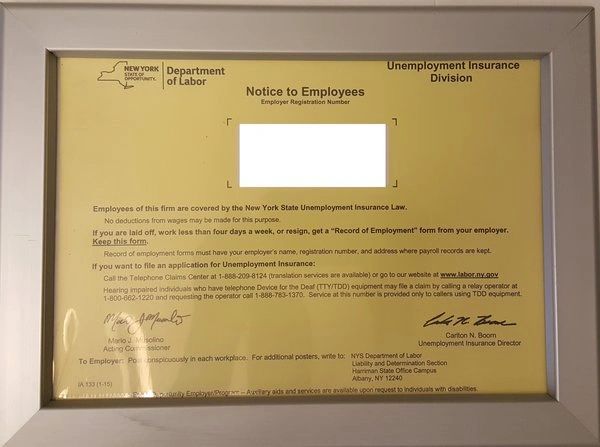 NEW YORK
STATE OF
OPPORTUNITY.
Department
of Labor
Unemployment Insurance
Division
Notice to Employees
Employer Registration Number
Employees of this firm are covered by the New York State Unemployment Insurance Law.
No deductions from wages may be made for this purpose.
If you are laid off, work less than four days a week, or resign, get a “Record of Employment” form from your employer.
Keep this form.
Record of employment forms must have your employer's name, registration number, and address where payroll records are kept.
If you want to file an application for Unemployment Insurance:
Call the Telephone Claims Center at 1-888-209-8124 (translation services are available) or go to our website at www.labor.ny.gov
Hearing impaired individuals who have telephone Device for the Deaf (TTY/TDD) equipment may file a claim by calling a relay operator at
1-800-662-1220 and requesting the operator call 1-888-783-1370. Service at this number is provided only to callers using TDD equipment.
Mario J. Musolino
Acting Commissioner
Carlton N. Boorn
Unemployment Insurance Director
To Employer: Post conspicuously in each workplace. For additional posters, write to:
NYS Department of Labor
Liability and Determination Section
Harriman State Office Campus
Albany, NY 12240
IA 133 (1-15)
Opportunity Employer/Program – Auxiliary aids and services are available upon request to individuals with disabilities.